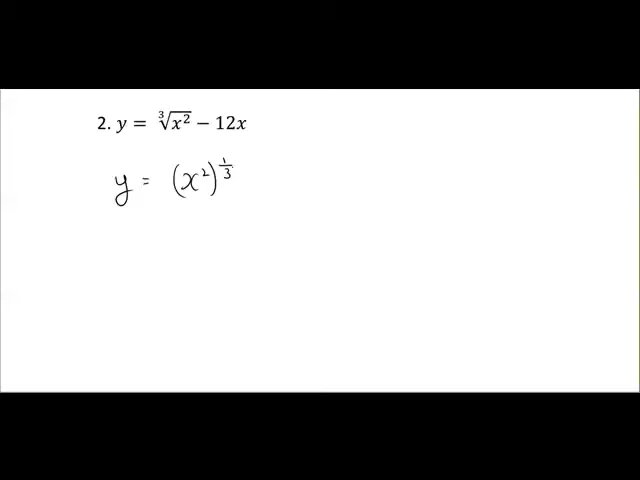 2. y = ∛x² − 12x
y = (x²)^(1/3)